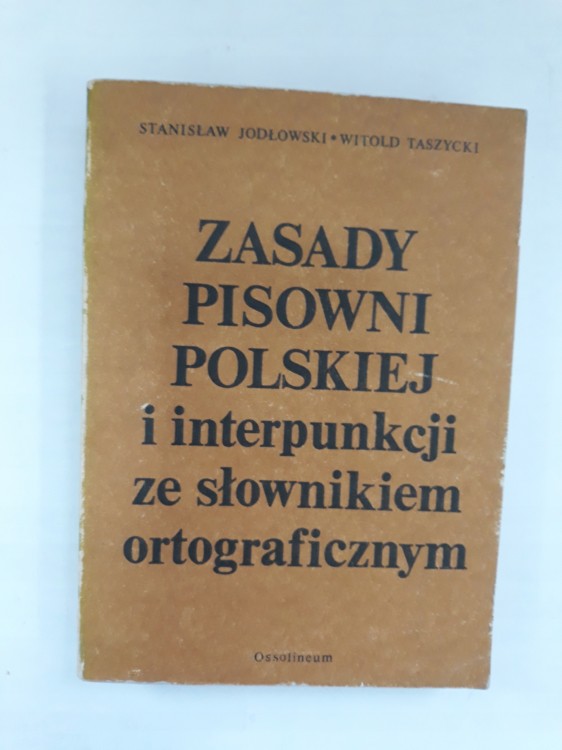 STANISŁAW JODŁOWSKI * WITOLD TASZYCKI
ZASADY
PISOWNI
POLSKIEJ
i interpunkcji
ze słownikiem
ortograficznym
Ossolineum